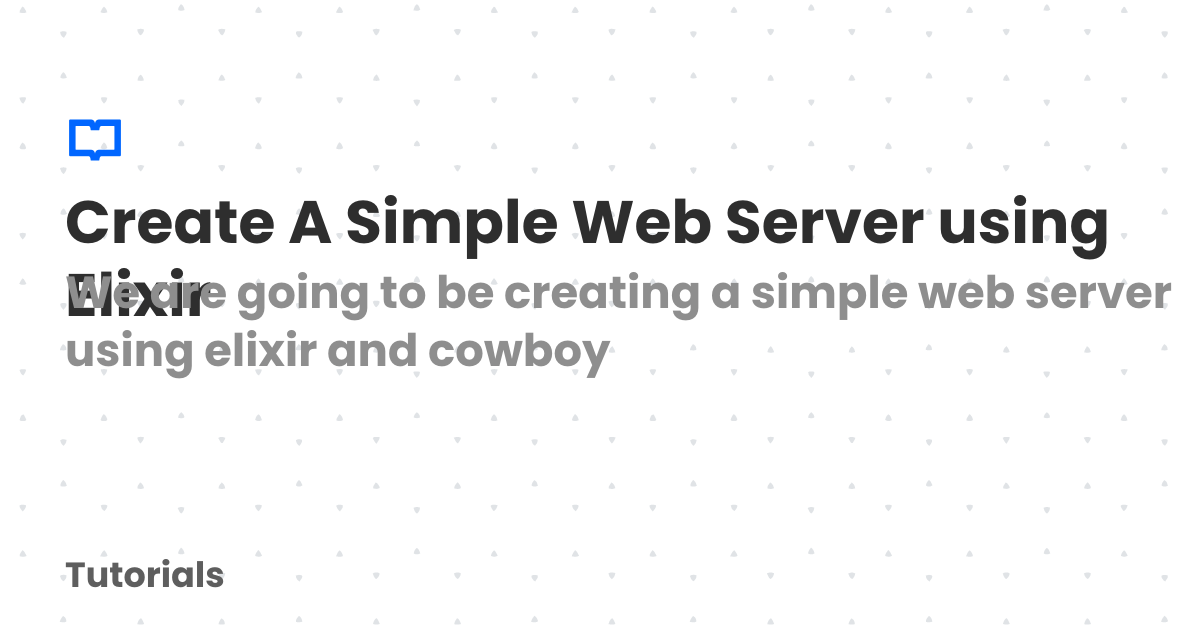 Create A Simple Web Server using
Elixir
We are going to be creating a simple web server
using elixir and cowboy
Tutorials